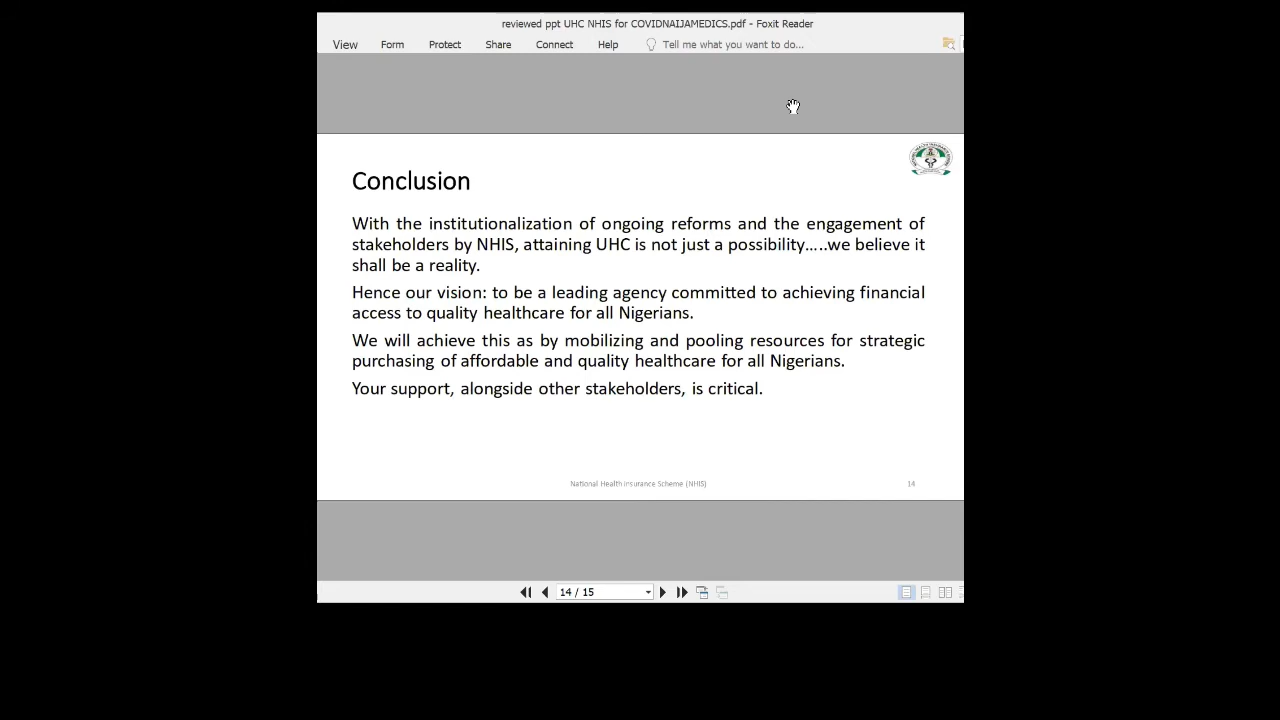 reviewed ppt UHC NHIS for COVIDNAIJAMEDICS.pdf - Foxit Reader
View Form Protect Share Connect Help Tell me what you want to do...
Conclusion
With the institutionalization of ongoing reforms and the engagement of
stakeholders by NHIS, attaining UHC is not just a possibility.....we believe it
shall be a reality.
Hence our vision: to be a leading agency committed to achieving financial
access to quality healthcare for all Nigerians.
We will achieve this as by mobilizing and pooling resources for strategic
purchasing of affordable and quality healthcare for all Nigerians.
Your support, alongside other stakeholders, is critical.
National Health Insurance Scheme (NHIS) 14
14 / 15